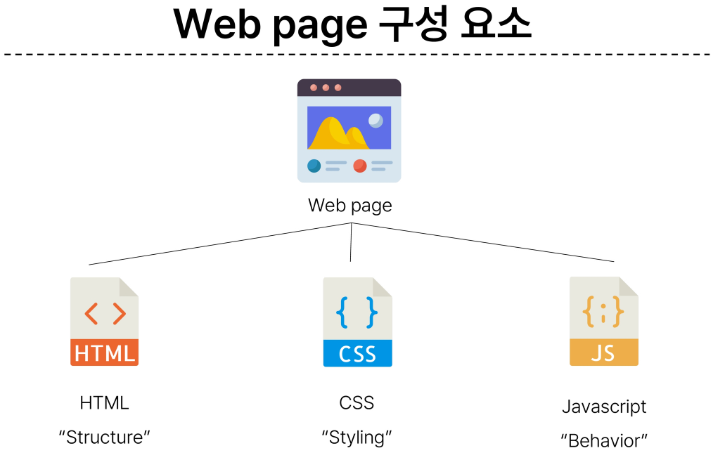 Web page 구성 요소
Web page
HTML
CSS
JS
HTML
CSS
Javascript
“Structure”
“Styling”
“Behavior”